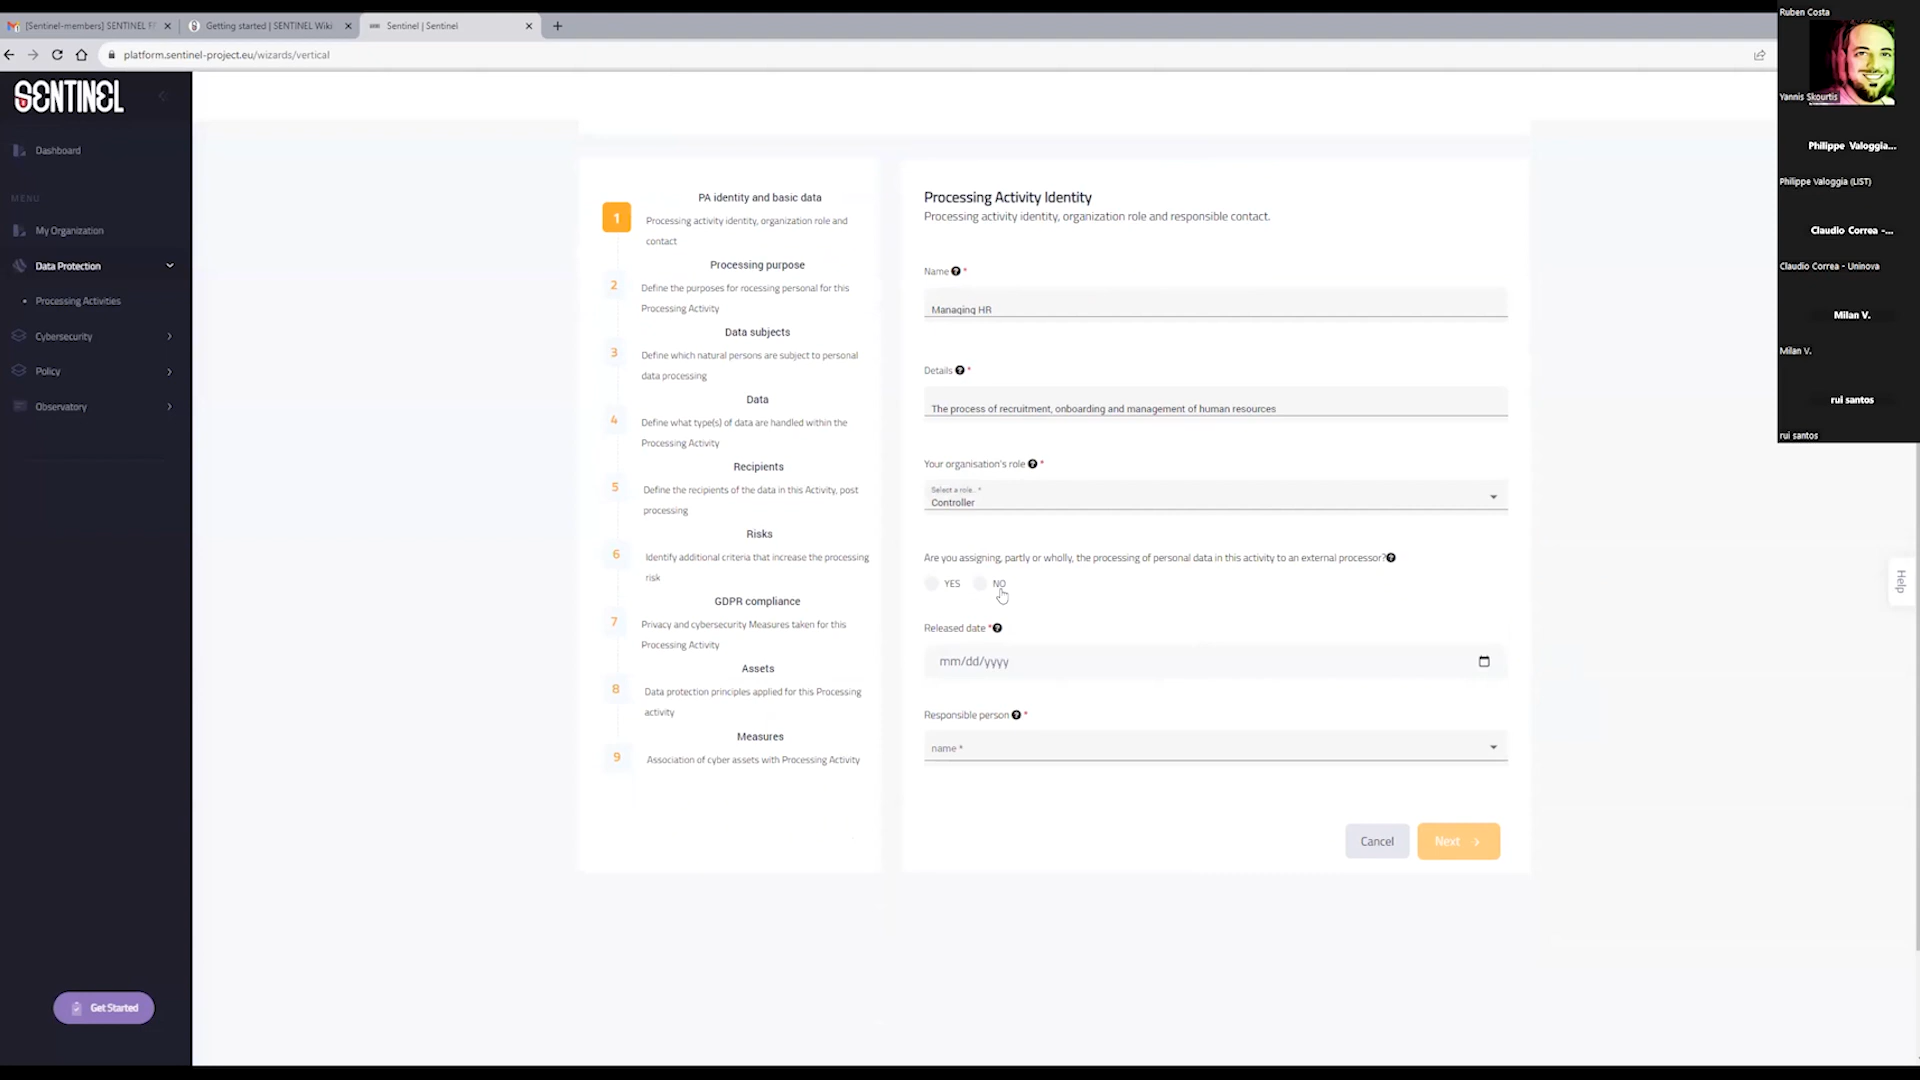 [Sentinel-members] SENTINEL F
Getting started | SENTINEL Wiki
Sentinel | Sentinel
platform.sentinel-project.eu/wizards/vertical
SENTINEL
Dashboard
MENU
My Organization
Data Protection
Processing Activities
Cybersecurity
Policy
Observatory
Get Started
1
PA identity and basic data
Processing activity identity, organization role and
contact
2
Processing purpose
Define the purposes for rocessing personal for this
Processing Activity
3
Data subjects
Define which natural persons are subject to personal
data processing
4
Data
Define what type(s) of data are handled within the
Processing Activity
5
Recipients
Define the recipients of the data in this Activity, post
processing
6
Risks
Identify additional criteria that increase the processing
risk
7
GDPR compliance
Privacy and cybersecurity Measures taken for this
Processing Activity
8
Assets
Data protection principles applied for this Processing
activity
9
Measures
Association of cyber assets with Processing Activity
Processing Activity Identity
Processing activity identity, organization role and responsible contact.
Name ? *
Managing HR
Details ? *
The process of recruitment, onboarding and management of human resources
Your organisation's role ? *
Select a role.. *
Controller
Are you assigning, partly or wholly, the processing of personal data in this activity to an external processor? ?
YES NO
Released date * ?
mm/dd/yyyy
Responsible person ? *
name *
Cancel
Next >
Help
Ruben Costa
Yannis Skourtis
Philippe Valoggia...
Philippe Valoggia (LIST)
Claudio Correa -...
Claudio Correa - Uninova
Milan V.
Milan V.
rui santos
rui santos